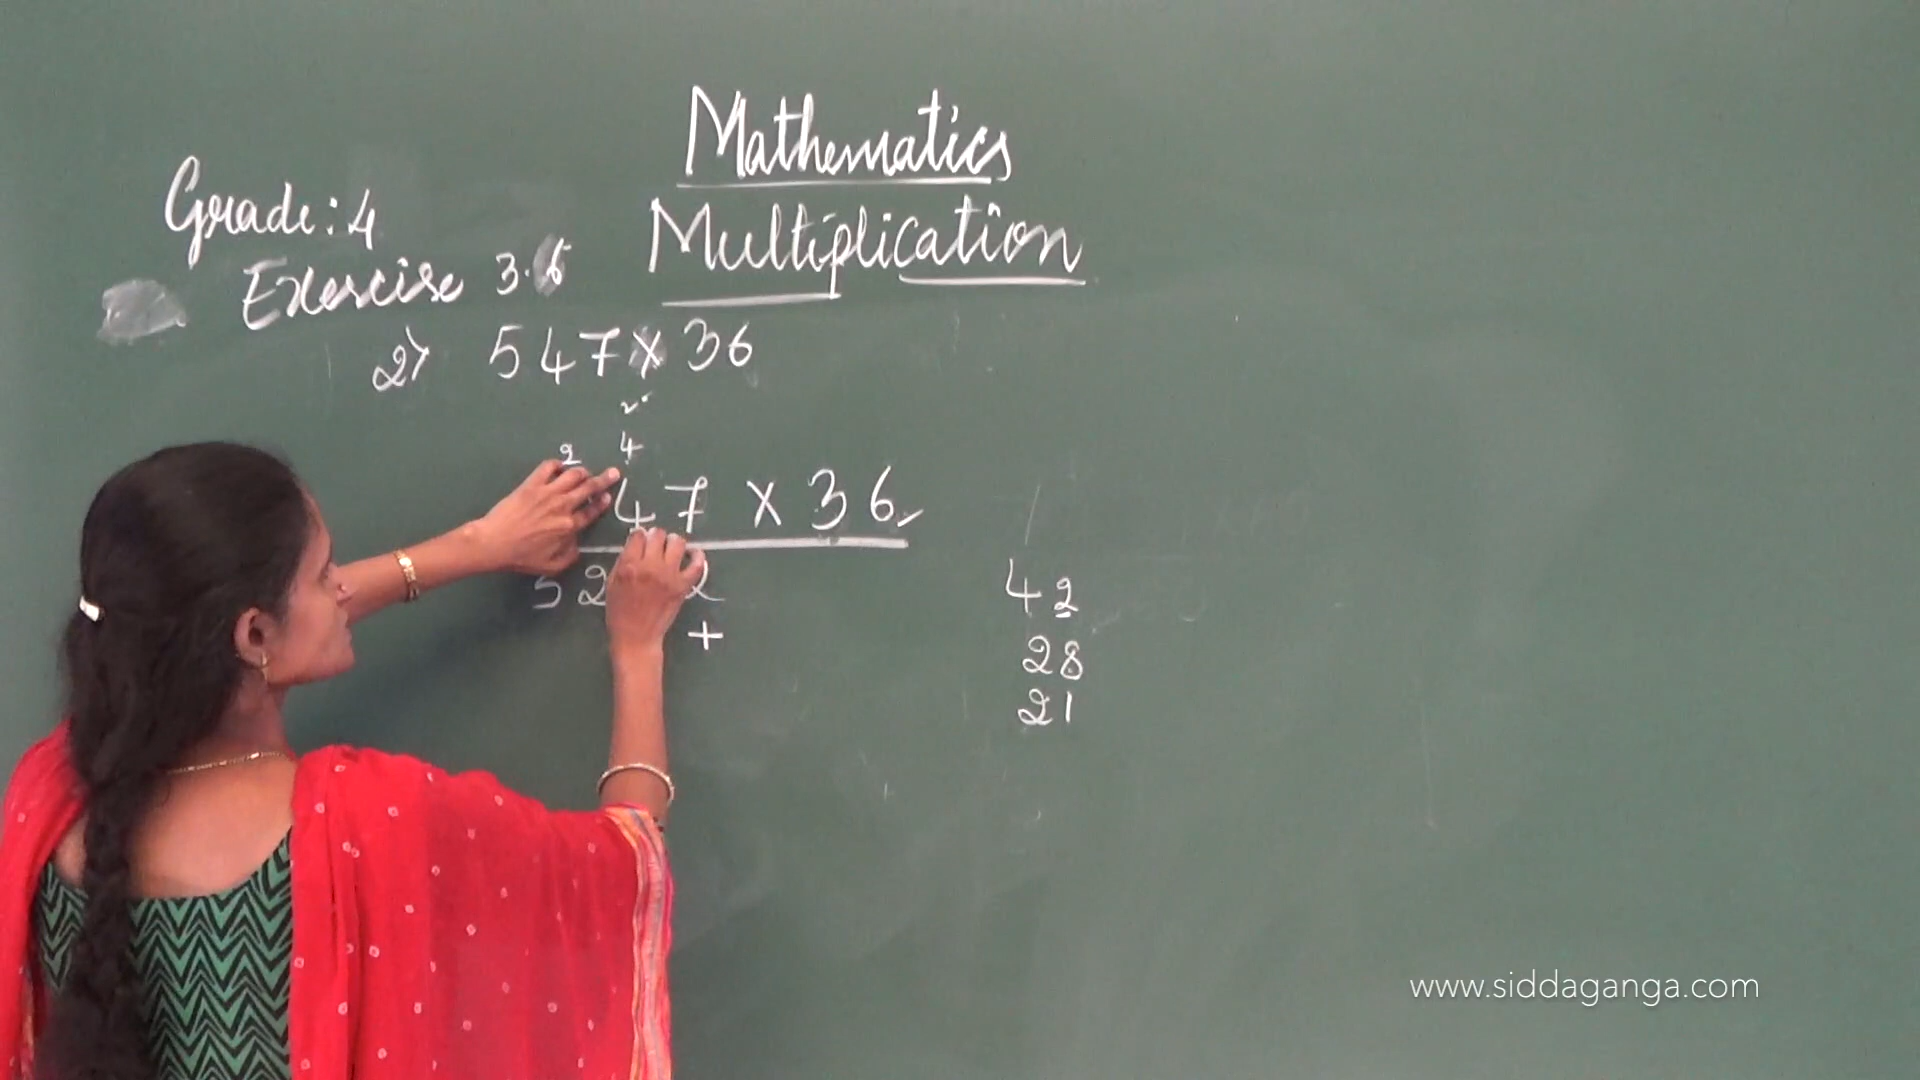 Mathematics
Grade: 4
Multiplication
Exercise 3.6
2) 547 x 36
2
2 4
47 x 36
52 2
+
42
28
21
www.siddaganga.com